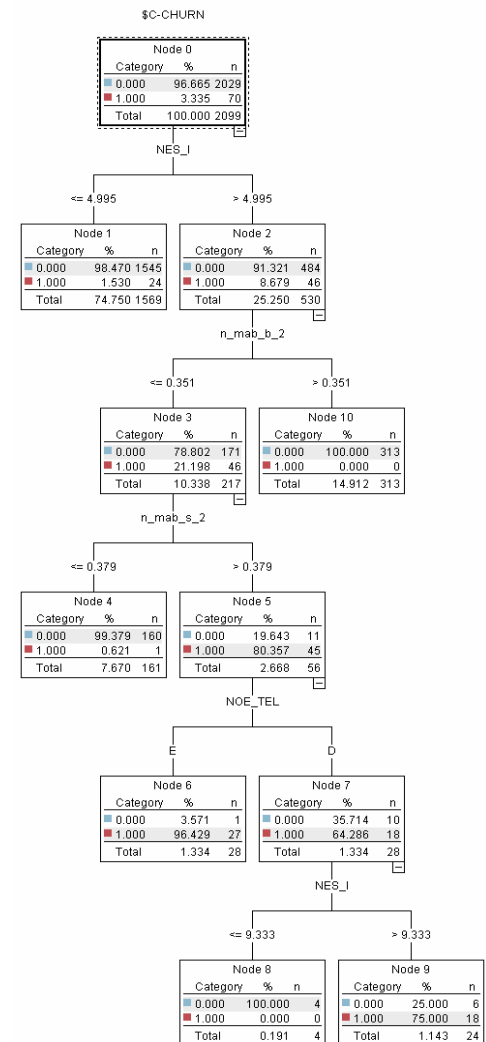 $C-CHURN
Node 0
Category % n
0.000 96.665 2029
1.000 3.335 70
Total 100.000 2099
NES_I
<= 4.995 > 4.995
Node 1
Category % n
0.000 98.470 1545
1.000 1.530 24
Total 74.750 1569
Node 2
Category % n
0.000 91.321 484
1.000 8.679 46
Total 25.250 530
n_mab_b_2
<= 0.351 > 0.351
Node 3
Category % n
0.000 78.802 171
1.000 21.198 46
Total 10.338 217
Node 10
Category % n
0.000 100.000 313
1.000 0.000 0
Total 14.912 313
n_mab_s_2
<= 0.379 > 0.379
Node 4
Category % n
0.000 99.379 160
1.000 0.621 1
Total 7.670 161
Node 5
Category % n
0.000 19.643 11
1.000 80.357 45
Total 2.668 56
NOE_TEL
E D
Node 6
Category % n
0.000 3.571 1
1.000 96.429 27
Total 1.334 28
Node 7
Category % n
0.000 35.714 10
1.000 64.286 18
Total 1.334 28
NES_I
<= 9.333 > 9.333
Node 8
Category % n
0.000 100.000 4
1.000 0.000 0
Total 0.191 4
Node 9
Category % n
0.000 25.000 6
1.000 75.000 18
Total 1.143 24